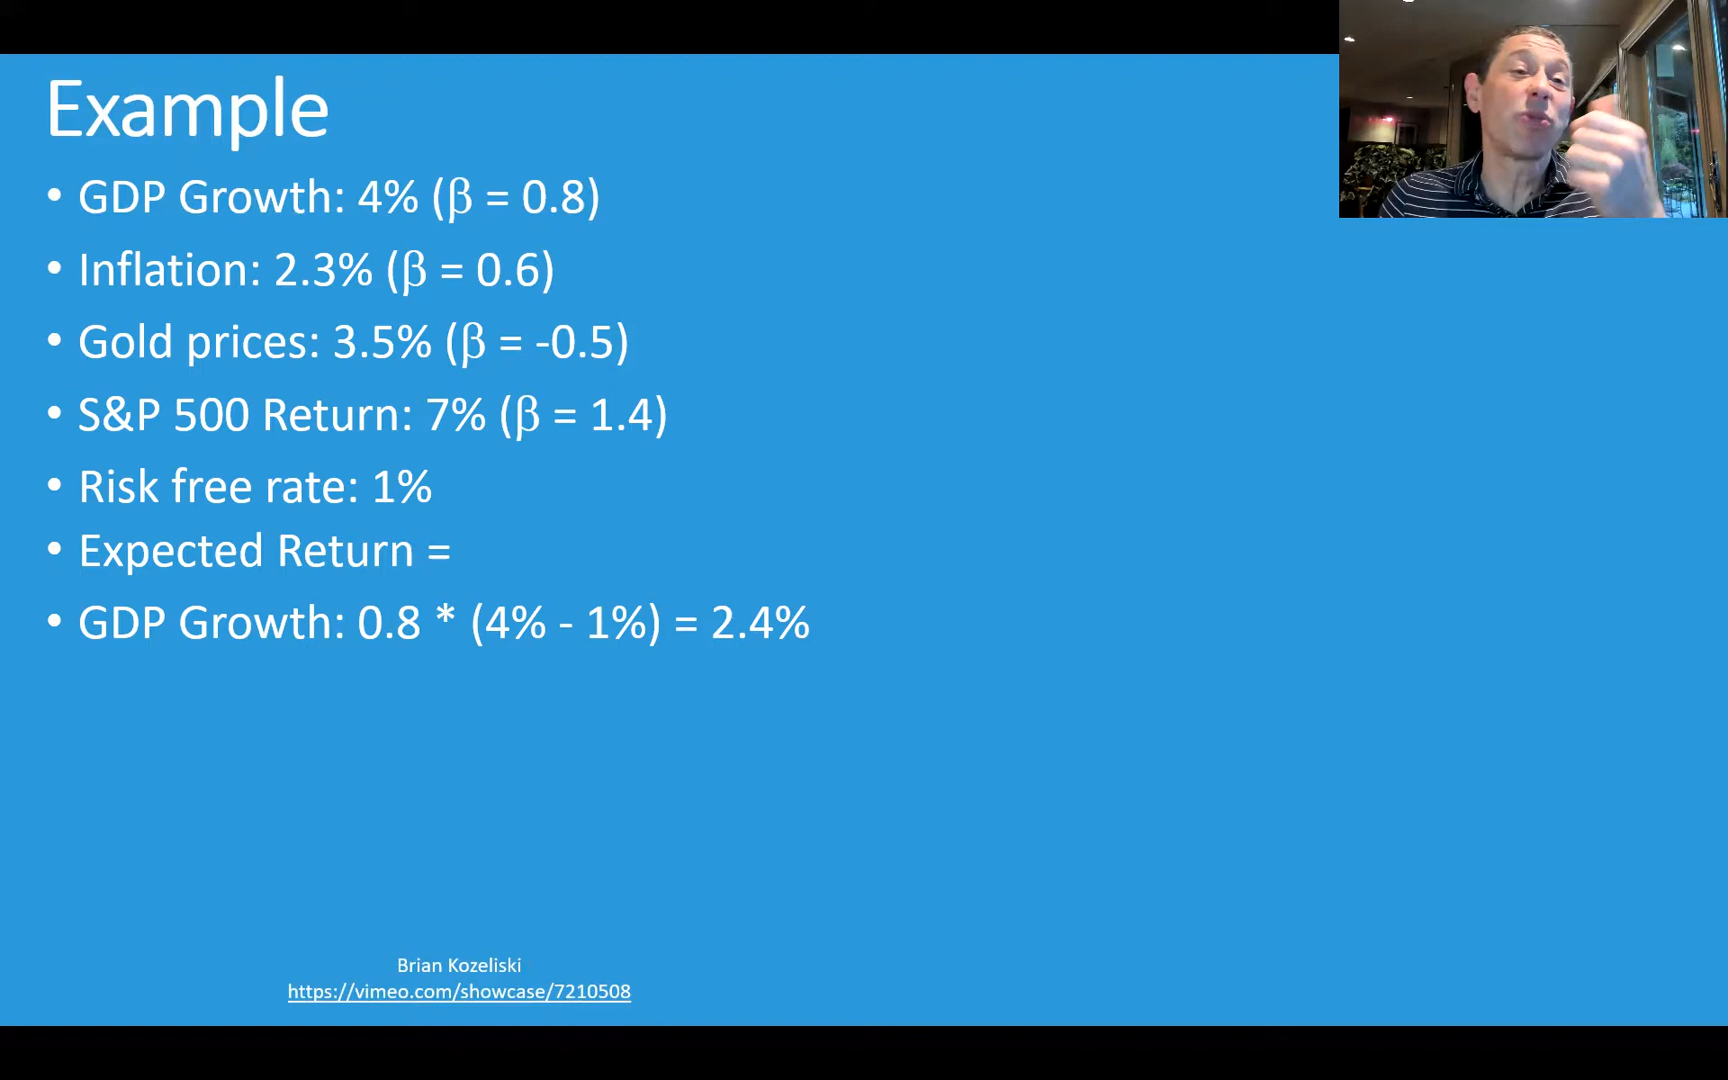 Example
• GDP Growth: 4% (β = 0.8)
• Inflation: 2.3% (β = 0.6)
• Gold prices: 3.5% (β = -0.5)
• S&P 500 Return: 7% (β = 1.4)
• Risk free rate: 1%
• Expected Return =
• GDP Growth: 0.8 * (4% - 1%) = 2.4%
Brian Kozeliski
https://vimeo.com/showcase/7210508